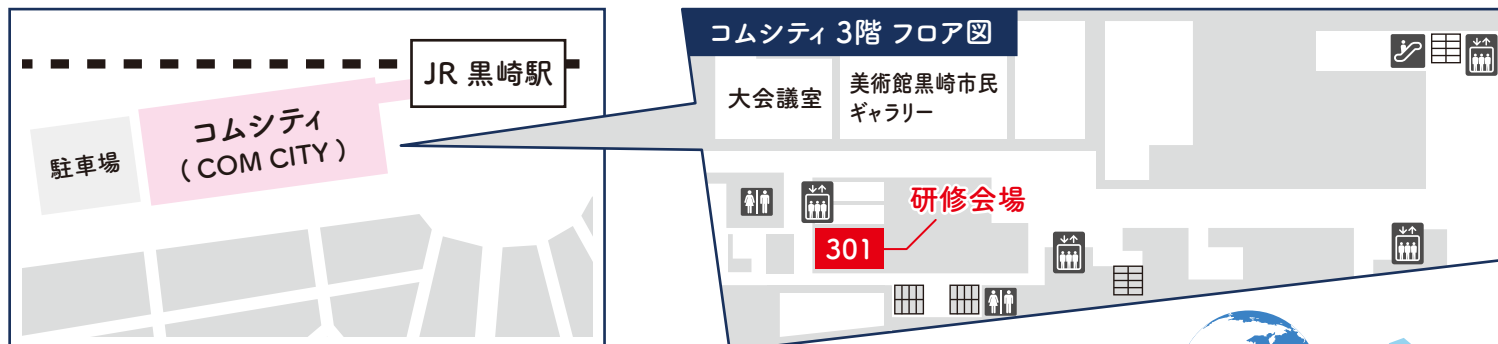 JR 黒崎駅
コムシティ
( COM CITY )
駐車場
コムシティ 3階 フロア図
大会議室
美術館黒崎市民
ギャラリー
研修会場
301